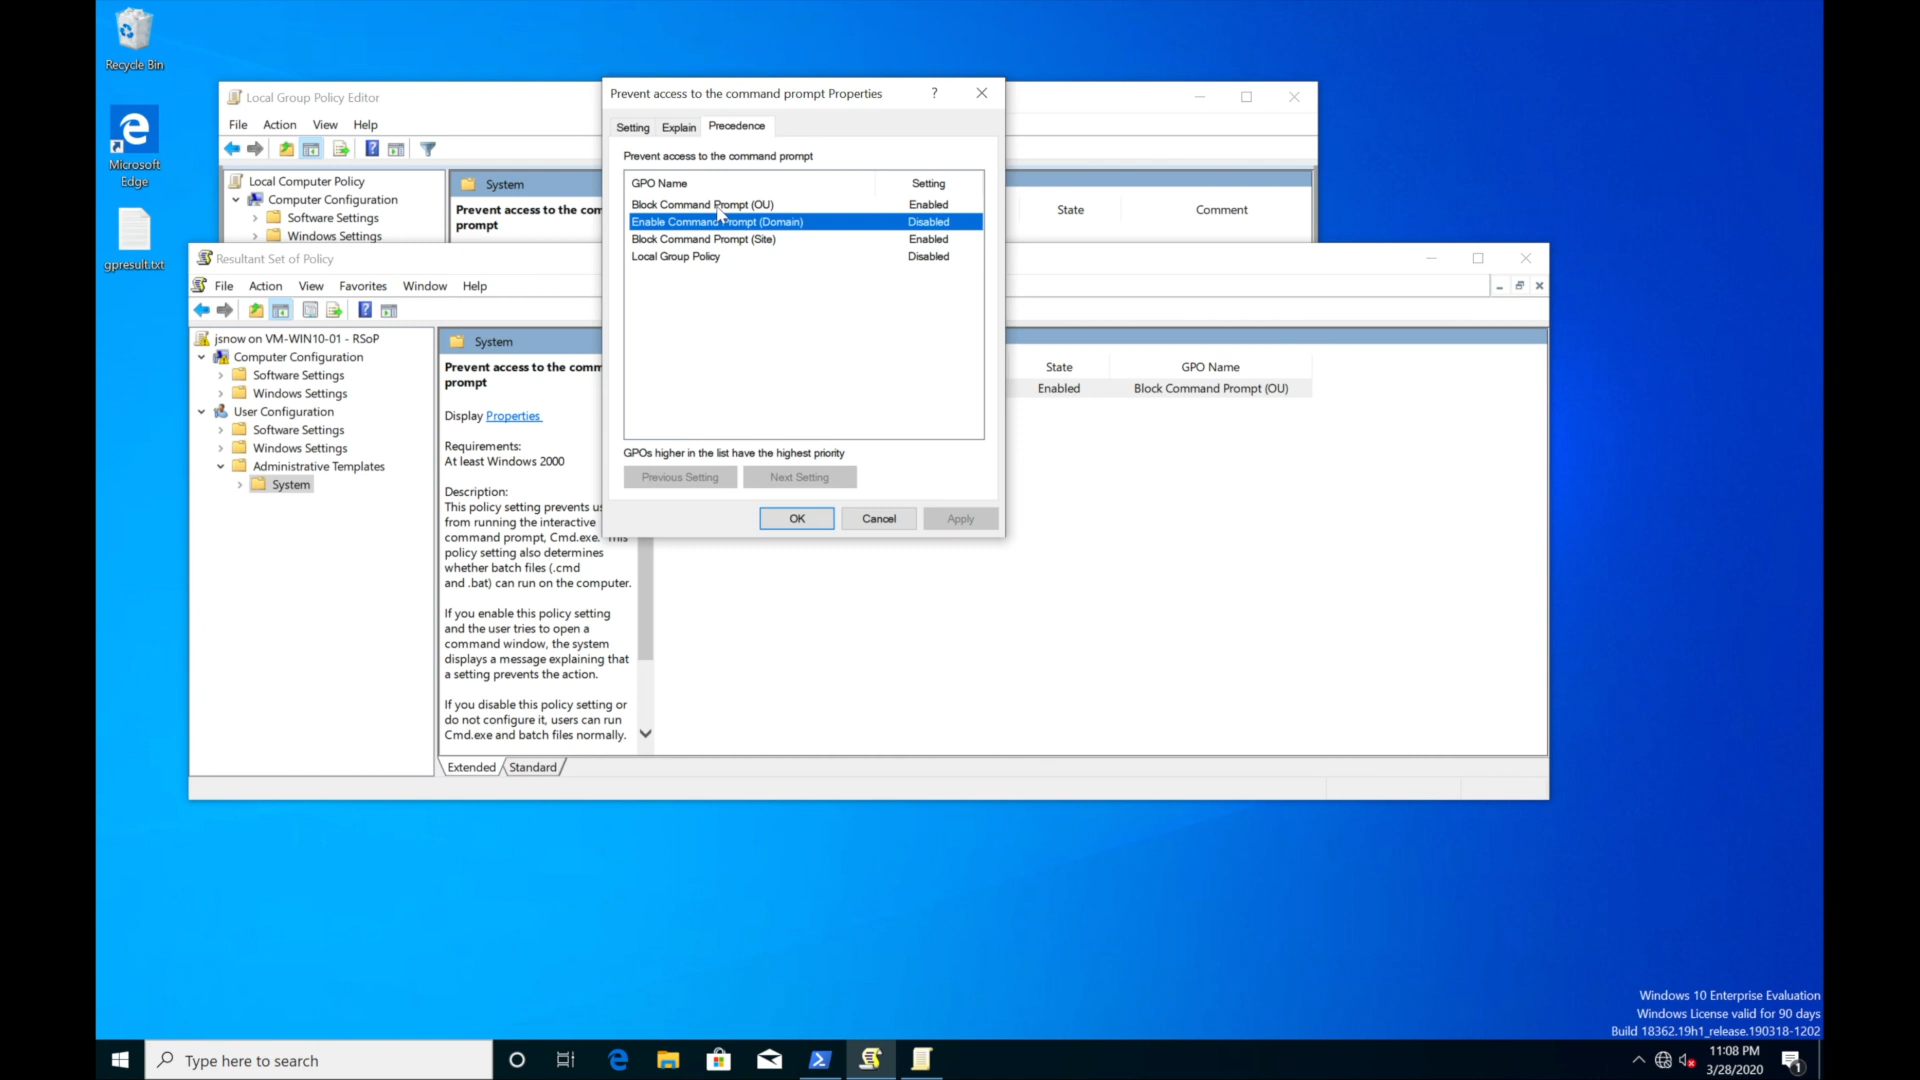 Recycle Bin
Microsoft
Edge
gpresult.txt
Local Group Policy Editor
File Action View Help
Local Computer Policy
Computer Configuration
Software Settings
Windows Settings
System
Prevent access to the com
prompt
State Comment
Prevent access to the command prompt Properties
?
Setting Explain Precedence
Prevent access to the command prompt
GPO Name Setting
Block Command Prompt (OU) Enabled
Enable Command Prompt (Domain) Disabled
Block Command Prompt (Site) Enabled
Local Group Policy Disabled
GPOs higher in the list have the highest priority
Previous Setting Next Setting
OK Cancel Apply
Resultant Set of Policy
File Action View Favorites Window Help
jsnow on VM-WIN10-01 - RSoP
Computer Configuration
Software Settings
Windows Settings
User Configuration
Software Settings
Windows Settings
Administrative Templates
System
System
Prevent access to the comm
prompt
Display Properties
Requirements:
At least Windows 2000
Description:
This policy setting prevents us
from running the interactive
command prompt, Cmd.exe. This
policy setting also determines
whether batch files (.cmd
and .bat) can run on the computer.
If you enable this policy setting
and the user tries to open a
command window, the system
displays a message explaining that
a setting prevents the action.
If you disable this policy setting or
do not configure it, users can run
Cmd.exe and batch files normally.
State GPO Name
Enabled Block Command Prompt (OU)
Extended Standard
Windows 10 Enterprise Evaluation
Windows License valid for 90 days
Build 18362.19h1_release.190318-1202
Type here to search
11:08 PM
3/28/2020
1